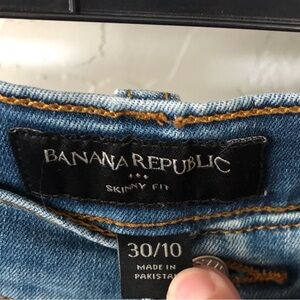 BANANA REPUBLIC
SKINNY FIT
30/10
MADE IN
PAKISTAN